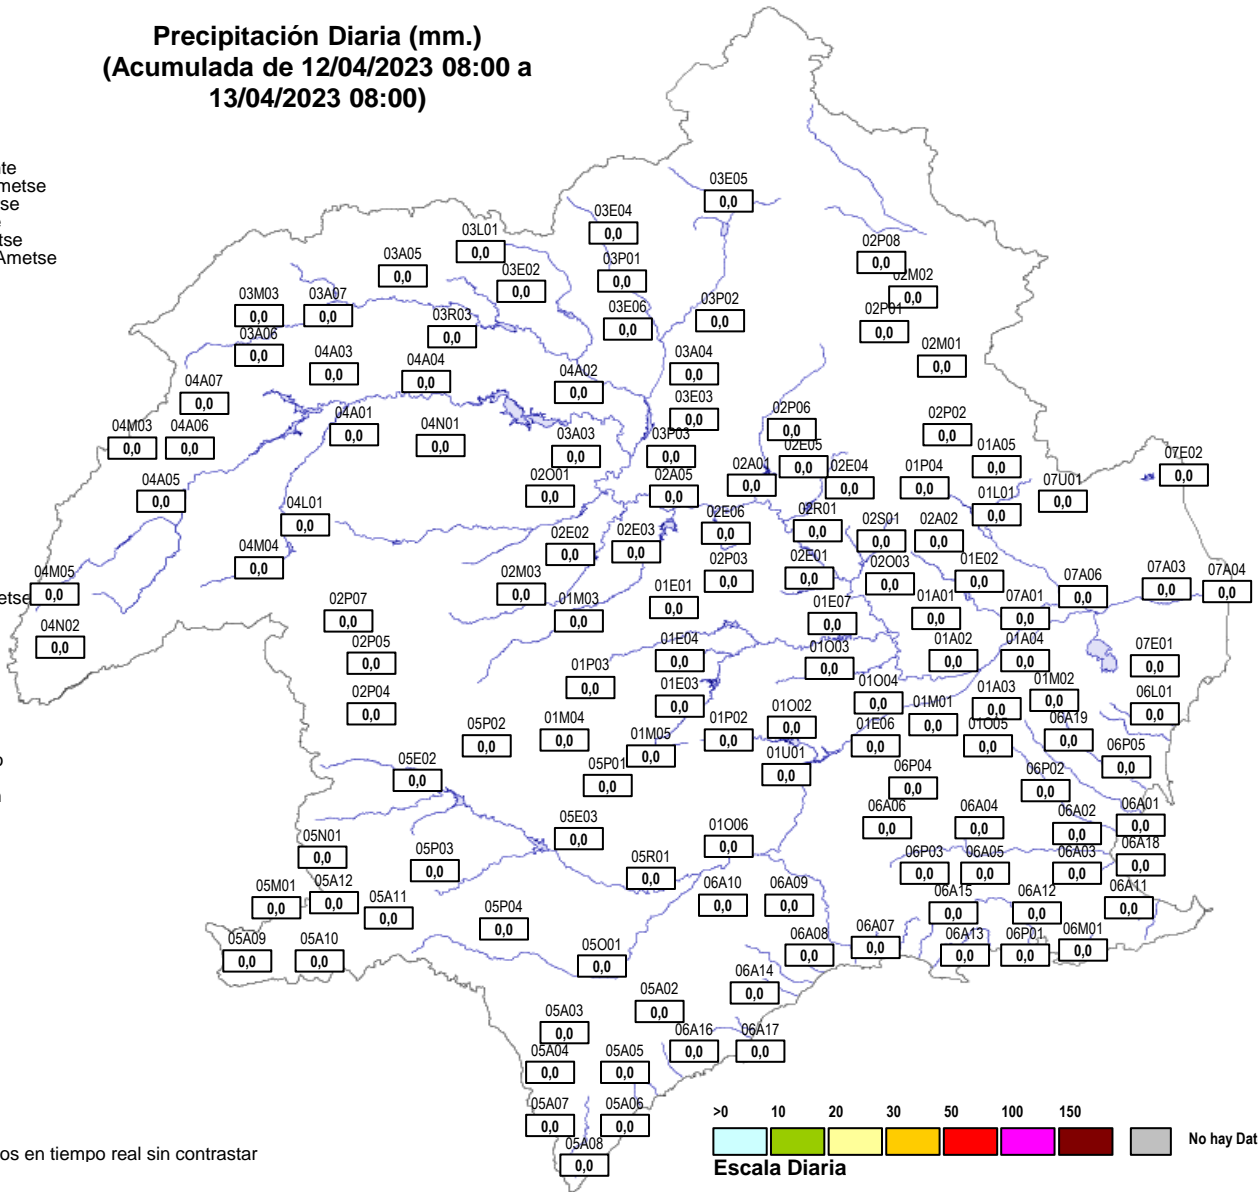 Precipitación Diaria (mm.)
(Acumulada de 12/04/2023 08:00 a
13/04/2023 08:00)
03E05
0,0
03E04
0,0
03L01
0,0
02P08
0,0
03A05
0,0
03P01
0,0
03E02
0,0
02M02
0,0
03M03
0,0
03A07
0,0
03P02
0,0
03E06
0,0
02P01
0,0
03R03
0,0
03A06
0,0
04A03
0,0
03A04
0,0
02M01
0,0
04A04
0,0
04A02
0,0
04A07
0,0
03E03
0,0
04A01
0,0
02P06
0,0
02P02
0,0
04M03
0,0
04A06
0,0
04N01
0,0
03A03
0,0
03P03
0,0
02E05
0,0
01A05
0,0
07E02
0,0
02O01
0,0
02A05
0,0
02A01
0,0
02E04
0,0
01P04
0,0
07U01
0,0
04A05
0,0
01L01
0,0
04L01
0,0
02E06
0,0
02R01
0,0
02S01
0,0
02A02
0,0
02E02
0,0
02E03
0,0
04M04
0,0
02P03
0,0
02E01
0,0
02O03
0,0
01E02
0,0
04M05
0,0
02M03
0,0
07A06
0,0
07A03
0,0
07A04
0,0
02P07
0,0
01M03
0,0
01E01
0,0
01E07
0,0
01A01
0,0
07A01
0,0
04N02
0,0
02P05
0,0
01E04
0,0
01O03
0,0
01A02
0,0
01A04
0,0
07E01
0,0
01P03
0,0
02P04
0,0
01E03
0,0
01O04
0,0
01A03
0,0
01M02
0,0
06L01
0,0
05P02
0,0
01M04
0,0
01M05
0,0
01P02
0,0
01O02
0,0
01E06
0,0
01M01
0,0
01O05
0,0
06A19
0,0
05E02
0,0
05P01
0,0
01U01
0,0
06P04
0,0
06P02
0,0
06P05
0,0
05E03
0,0
01O06
0,0
06A06
0,0
06A04
0,0
06A02
0,0
06A01
0,0
05N01
0,0
05P03
0,0
05R01
0,0
06P03
0,0
06A05
0,0
06A03
0,0
06A18
0,0
05M01
0,0
05A12
0,0
05A11
0,0
06A10
0,0
06A09
0,0
06A15
0,0
06A12
0,0
06A11
0,0
05P04
0,0
05A09
0,0
05A10
0,0
05O01
0,0
06A08
0,0
06A07
0,0
06A13
0,0
06P01
0,0
06M01
0,0
06A14
0,0
05A02
0,0
05A03
0,0
06A16
0,0
06A17
0,0
05A04
0,0
05A05
0,0
05A07
0,0
05A06
0,0
05A08
0,0
>0 10 20 30 50 100 150
No hay Dat
Escala Diaria
os en tiempo real sin contrastar